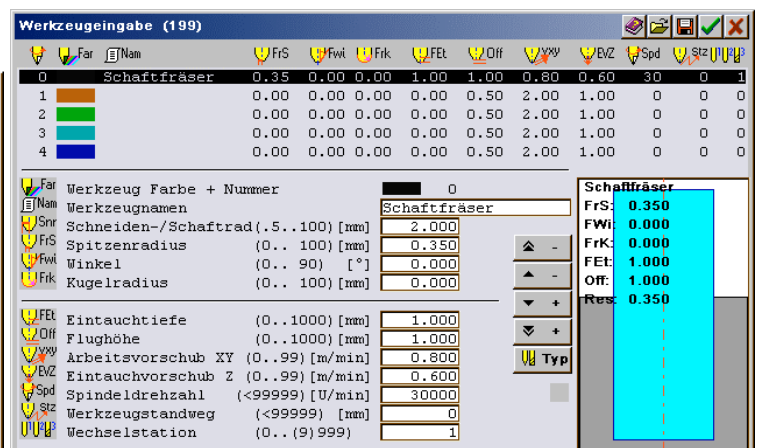 Werkzeugeingabe (199)
Far Nam FrS Fwi Frk FEt Off Vxy EVZ Spd Stz
0 Schaftfräser 0.35 0.00 0.00 1.00 1.00 0.80 0.60 30 0 1
1 0.00 0.00 0.00 0.00 0.50 2.00 1.00 0 0 0
2 0.00 0.00 0.00 0.00 0.50 2.00 1.00 0 0 0
3 0.00 0.00 0.00 0.00 0.50 2.00 1.00 0 0 0
4 0.00 0.00 0.00 0.00 0.50 2.00 1.00 0 0 0
Far Werkzeug Farbe + Nummer 0
Nam Werkzeugnamen Schaftfräser
Snr Schneiden-/Schaftrad(.5..100)[mm] 2.000
FrS Spitzenradius (0.. 100)[mm] 0.350
Fwi Winkel (0.. 90) [°] 0.000
Frk Kugelradius (0.. 100)[mm] 0.000
FEt Eintauchtiefe (0..1000)[mm] 1.000
Off Flughöhe (0..1000)[mm] 1.000
Vxy Arbeitsvorschub XY (0..99)[m/min] 0.800
EVZ Eintauchvorschub Z (0..99)[m/min] 0.600
Spd Spindeldrehzahl (<99999)[U/min] 30000
Stz Werkzeugstandweg (<99999) [mm] 0
Wechselstation (0..(9)999) 1
-
-
+
+
Typ
Schaftfräser
FrS: 0.350
FWi: 0.000
FrK: 0.000
FEt: 1.000
Off: 1.000
Res: 0.350